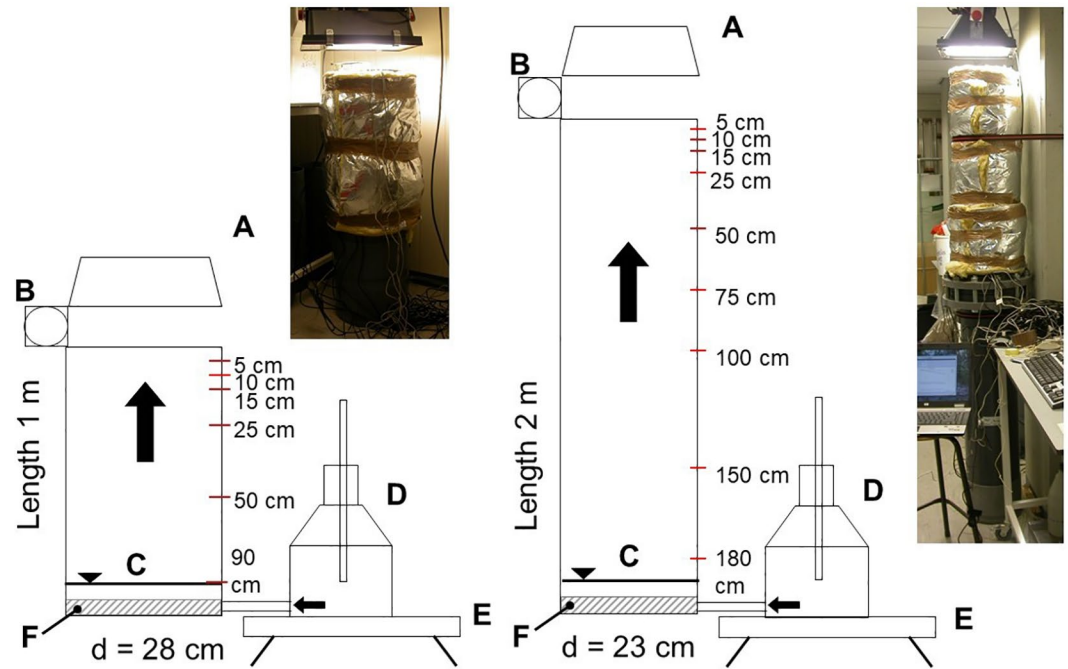 A
B
5 cm
10 cm
15 cm
25 cm
50 cm
90
cm
Length 1 m
C
D
E
F
d = 28 cm
A
B
5 cm
10 cm
15 cm
25 cm
50 cm
75 cm
100 cm
150 cm
180
cm
Length 2 m
C
D
E
F
d = 23 cm